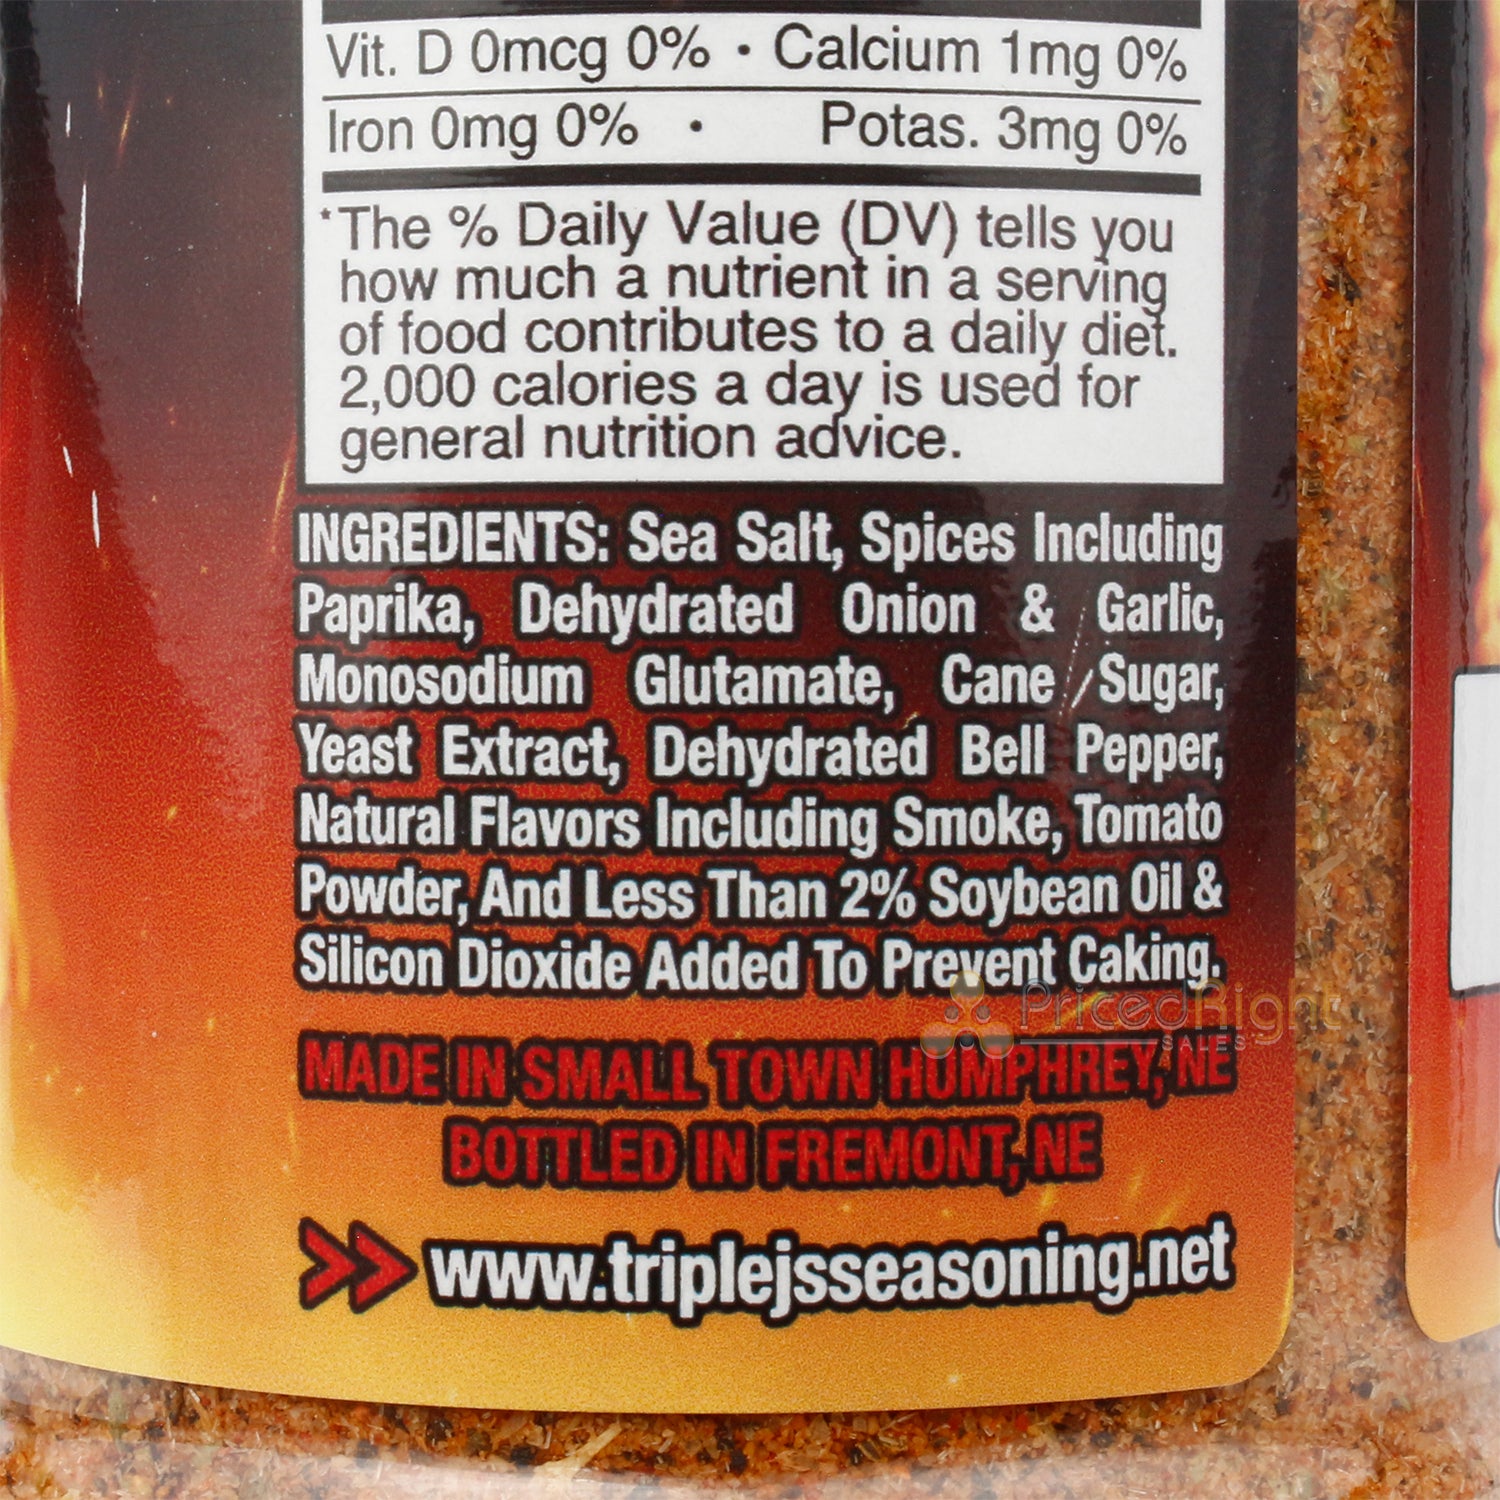 Vit. D 0mcg 0% • Calcium 1mg 0%
Iron 0mg 0% • Potas. 3mg 0%
*The % Daily Value (DV) tells you
how much a nutrient in a serving
of food contributes to a daily diet.
2,000 calories a day is used for
general nutrition advice.
INGREDIENTS: Sea Salt, Spices Including
Paprika, Dehydrated Onion & Garlic,
Monosodium Glutamate, Cane Sugar,
Yeast Extract, Dehydrated Bell Pepper,
Natural Flavors Including Smoke, Tomato
Powder, And Less Than 2% Soybean Oil &
Silicon Dioxide Added To Prevent Caking.
PricedRight
SALES
MADE IN SMALL TOWN HUMPHREY, NE
BOTTLED IN FREMONT, NE
www.triplejsseasoning.net